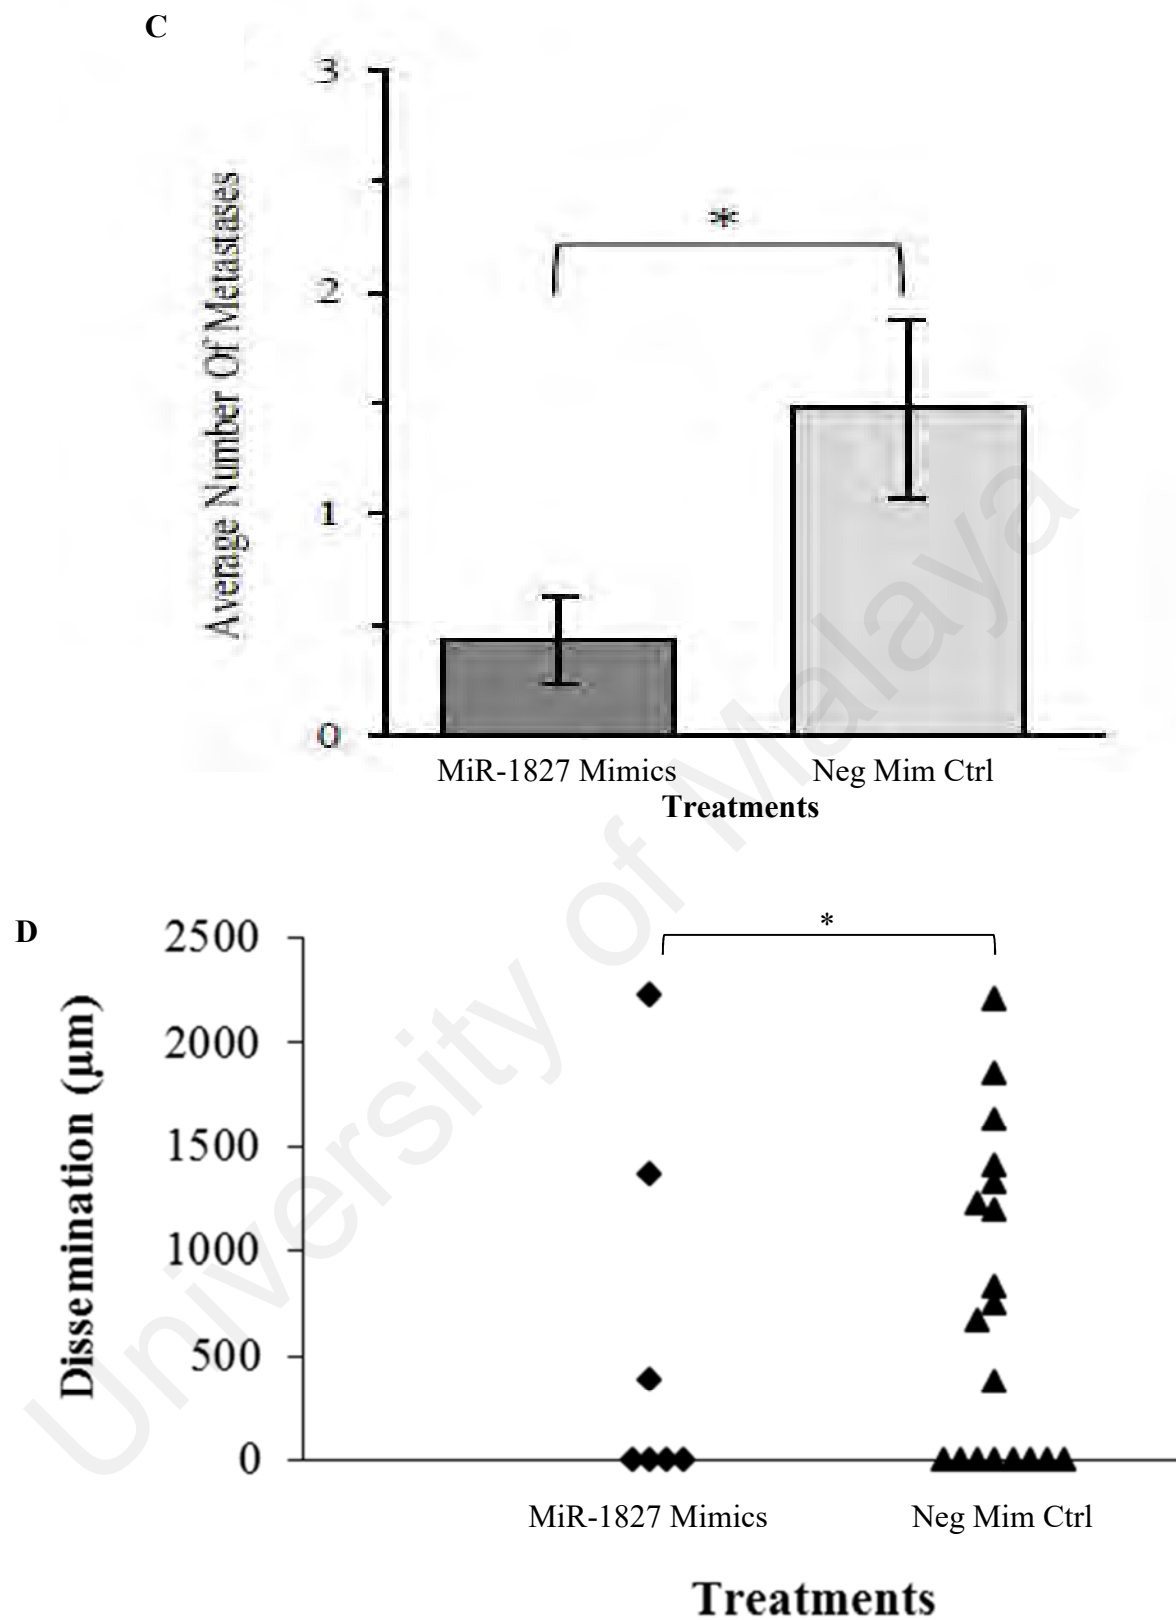 C
3
2
1
0
Average Number Of Metastases
*
MiR-1827 Mimics
Neg Mim Ctrl
Treatments
D
2500
2000
1500
1000
500
0
Dissemination (µm)
*
MiR-1827 Mimics
Neg Mim Ctrl
Treatments
University of Malaya